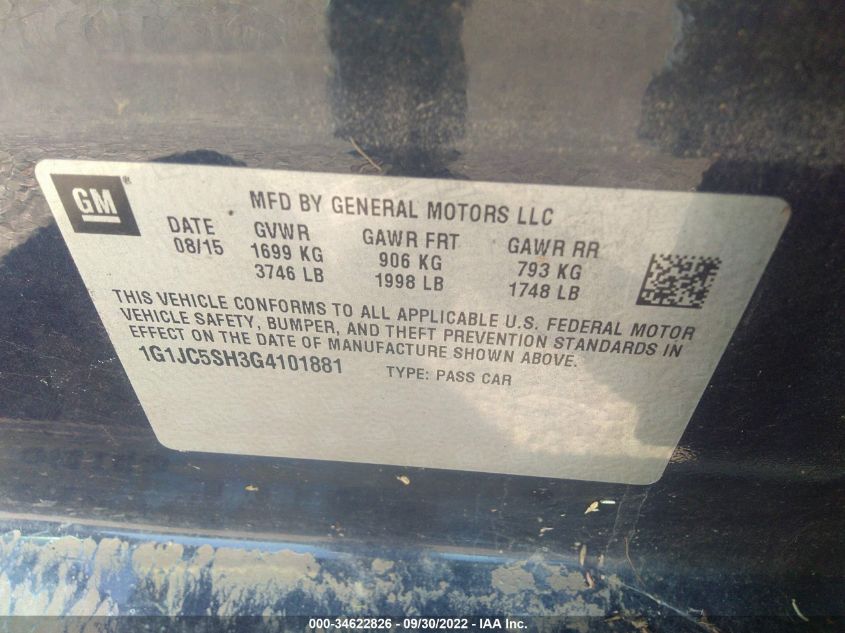 GM®
MFD BY GENERAL MOTORS LLC
DATE GVWR GAWR FRT GAWR RR
08/15 1699 KG 906 KG 793 KG
3746 LB 1998 LB 1748 LB
THIS VEHICLE CONFORMS TO ALL APPLICABLE U.S. FEDERAL MOTOR
VEHICLE SAFETY, BUMPER, AND THEFT PREVENTION STANDARDS IN
EFFECT ON THE DATE OF MANUFACTURE SHOWN ABOVE.
1G1JC5SH3G4101881 TYPE: PASS CAR
000-34622826 - 09/30/2022 - IAA Inc.